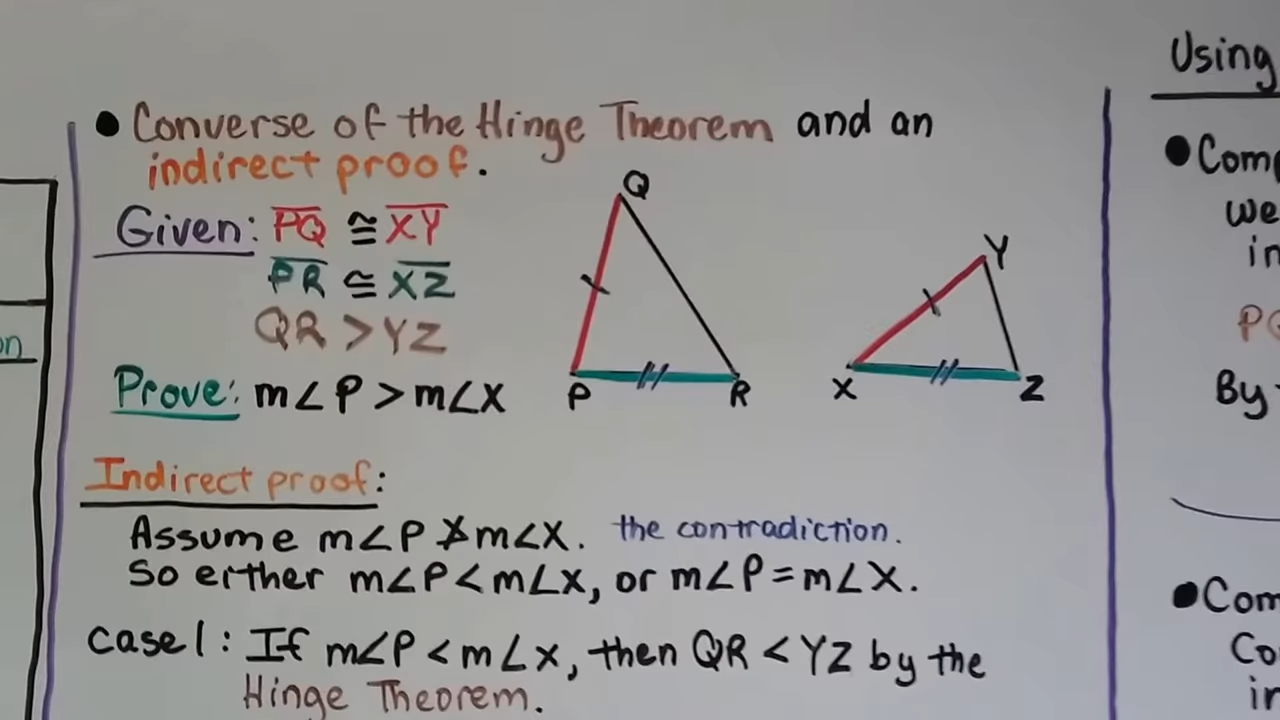 • Converse of the Hinge Theorem and an
indirect proof.
Given: PQ ≅ XY
PR ≅ XZ
QR > YZ
Prove: m∠P > m∠X
Q
P
R
Y
X
Z
Indirect proof:
Assume m∠P ≯ m∠X. the contradiction.
So either m∠P < m∠X, or m∠P = m∠X.
case 1: If m∠P < m∠X, then QR < YZ by the
Hinge Theorem.
Using
we
By